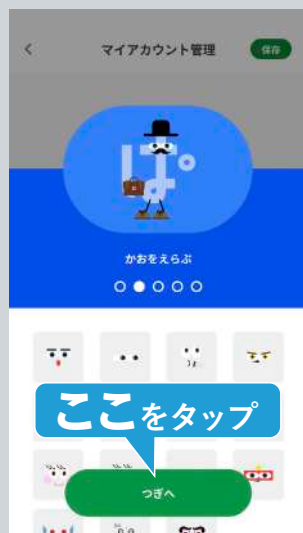 マイアカウント管理
保存
ぱ
かおをえらぶ
ここをタップ
つぎへ